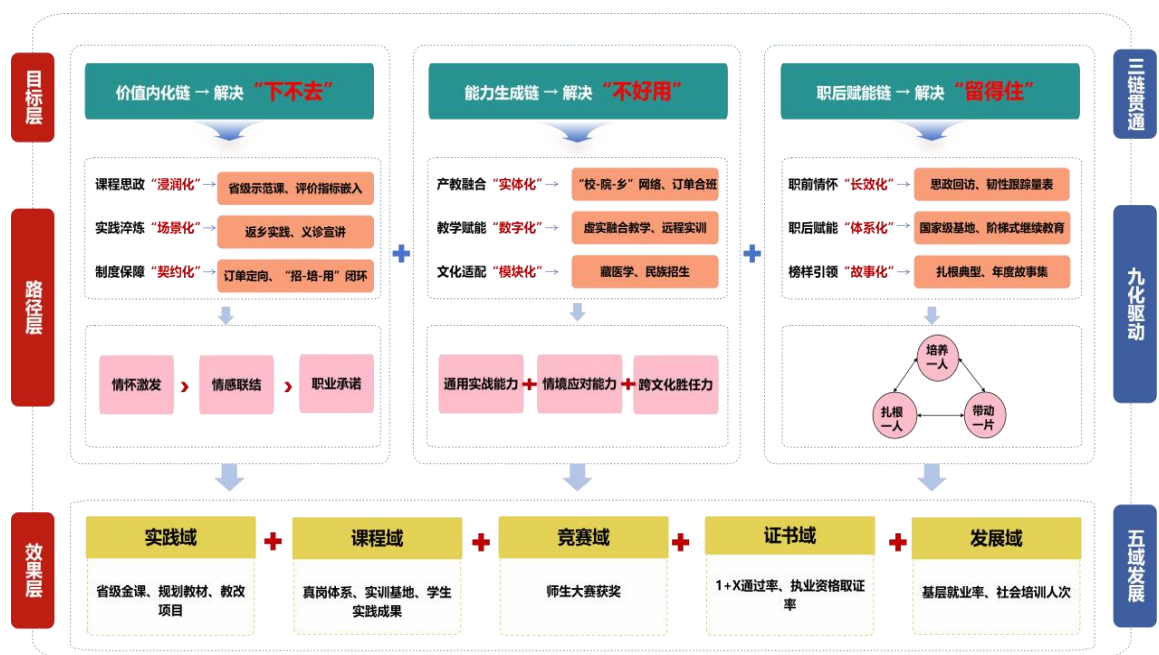 目标层
价值内化链 → 解决 “下不去”
能力生成链 → 解决 “不好用”
职后赋能链 → 解决 “留得住”
三链贯通
路径层
课程思政 “浸润化” → 省级示范课、评价指标嵌入
实践淬炼 “场景化” → 返乡实践、义诊宣讲
制度保障 “契约化” → 订单定向、“招-培-用”闭环
情怀激发 › 情感联结 › 职业承诺
+
产教融合 “实体化” → “校-院-乡”网络、订单合班
教学赋能 “数字化” → 虚实融合教学、远程实训
文化适配 “模块化” → 藏医学、民族招生
通用实战能力 + 情境应对能力 + 跨文化胜任力
+
职前情怀 “长效化” → 思政回访、韧性跟踪量表
职后赋能 “体系化” → 国家级基地、阶梯式继续教育
榜样引领 “故事化” → 扎根典型、年度故事集
培养
一人
扎根
一人
带动
一片
九化驱动
效果层
实践域 + 课程域 + 竞赛域 + 证书域 + 发展域
省级金课、规划教材、教改
项目
真岗体系、实训基地、学生
实践成果
师生大赛获奖
1+X通过率、执业资格取证
率
基层就业率、社会培训人次
五域发展